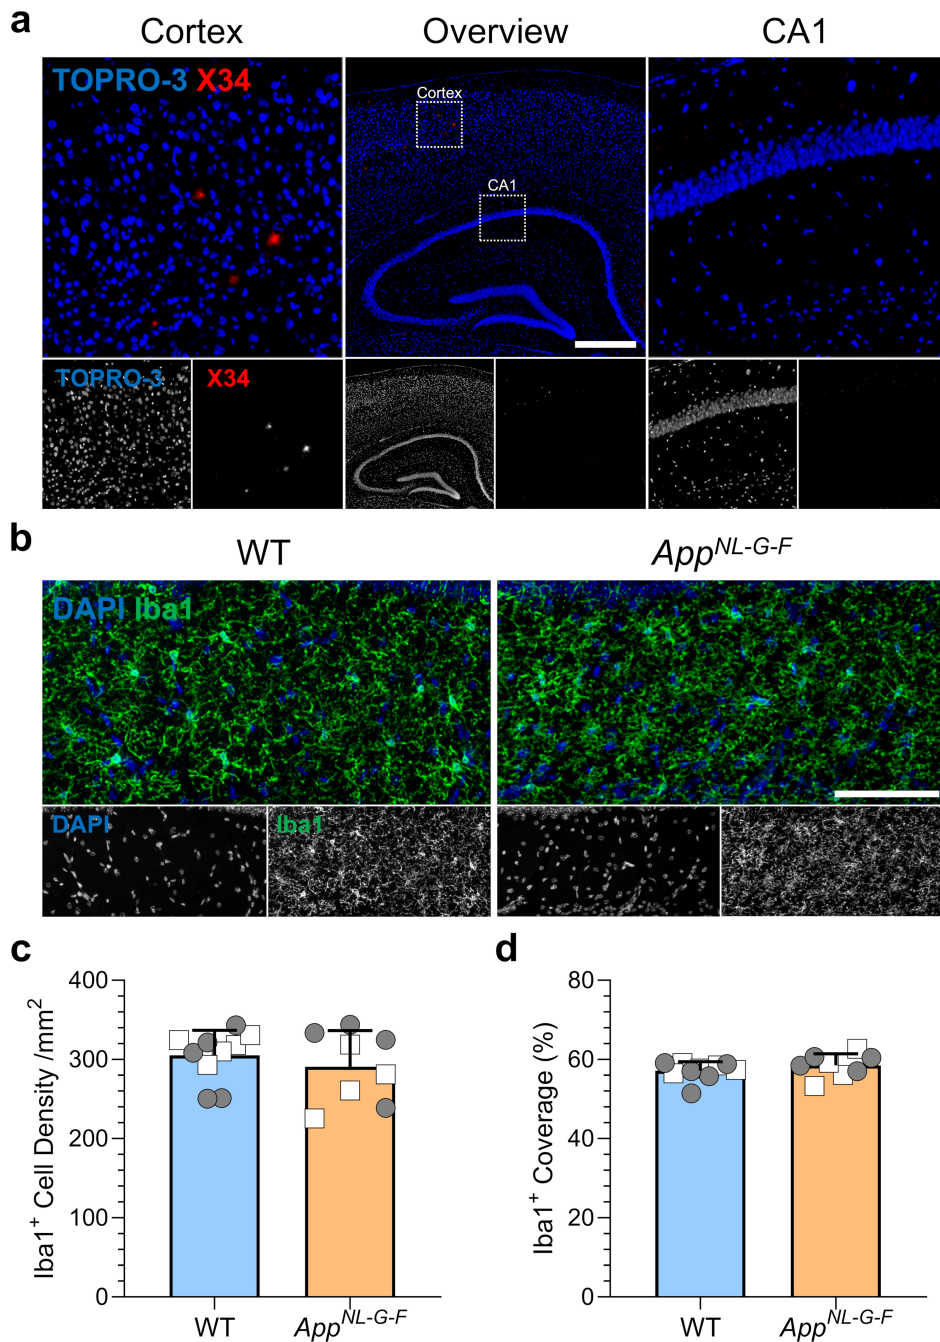 a
Cortex Overview CA1
TOPRO-3 X34
Cortex
CA1
TOPRO-3 X34
b
WT App^NL-G-F
DAPI Iba1
DAPI Iba1
c
Iba1+ Cell Density /mm2
400
300
200
100
0
WT App^NL-G-F
d
Iba1+ Coverage (%)
80
60
40
20
0
WT App^NL-G-F